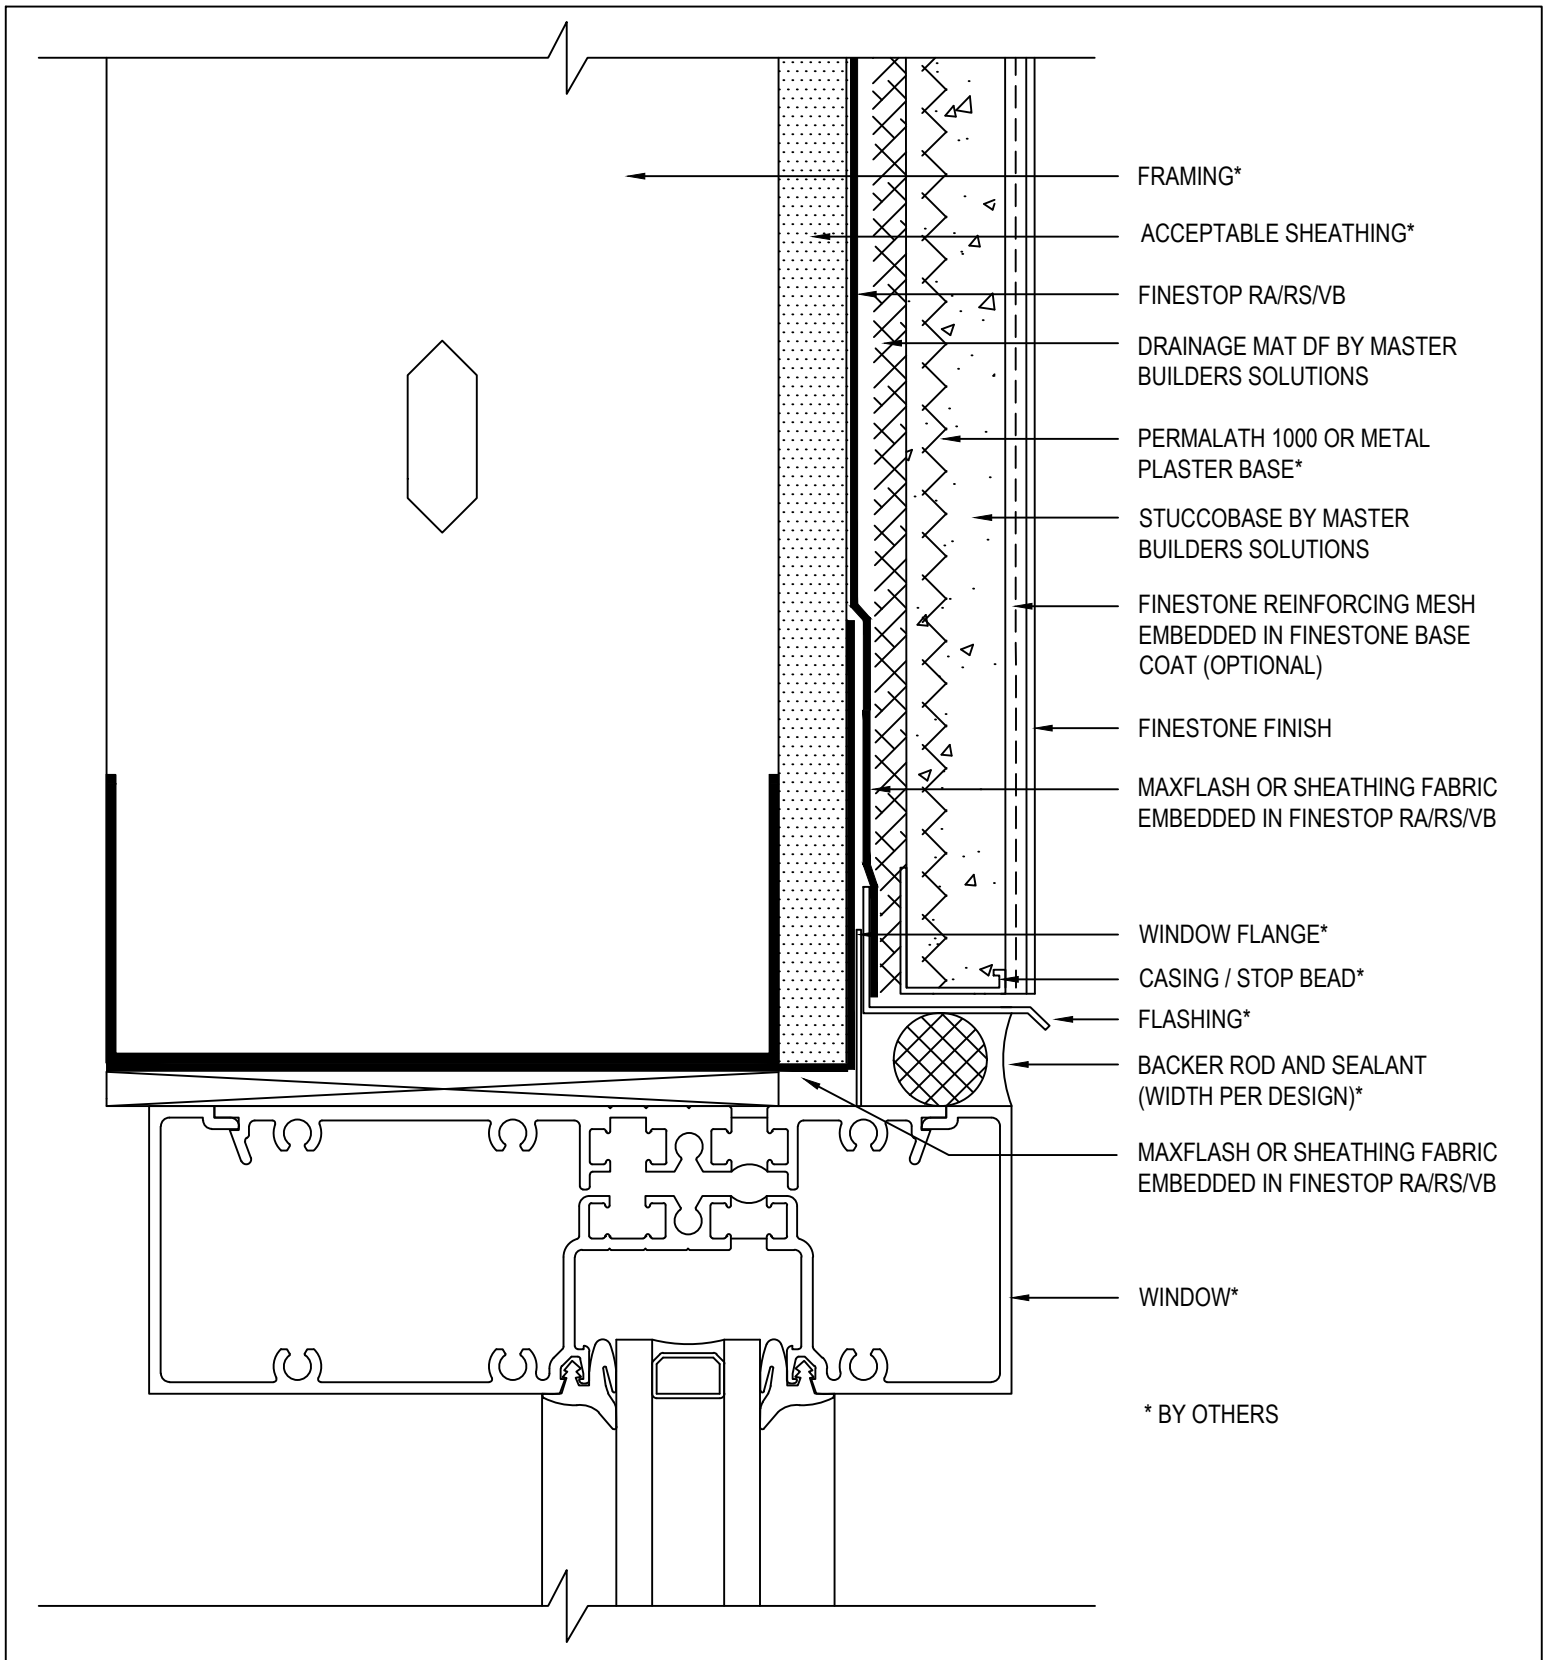 FRAMING*
ACCEPTABLE SHEATHING*
FINESTOP RA/RS/VB
DRAINAGE MAT DF BY MASTER
BUILDERS SOLUTIONS
PERMALATH 1000 OR METAL
PLASTER BASE*
STUCCOBASE BY MASTER
BUILDERS SOLUTIONS
FINESTONE REINFORCING MESH
EMBEDDED IN FINESTONE BASE
COAT (OPTIONAL)
FINESTONE FINISH
MAXFLASH OR SHEATHING FABRIC
EMBEDDED IN FINESTOP RA/RS/VB
WINDOW FLANGE*
CASING / STOP BEAD*
FLASHING*
BACKER ROD AND SEALANT
(WIDTH PER DESIGN)*
MAXFLASH OR SHEATHING FABRIC
EMBEDDED IN FINESTOP RA/RS/VB
WINDOW*
* BY OTHERS